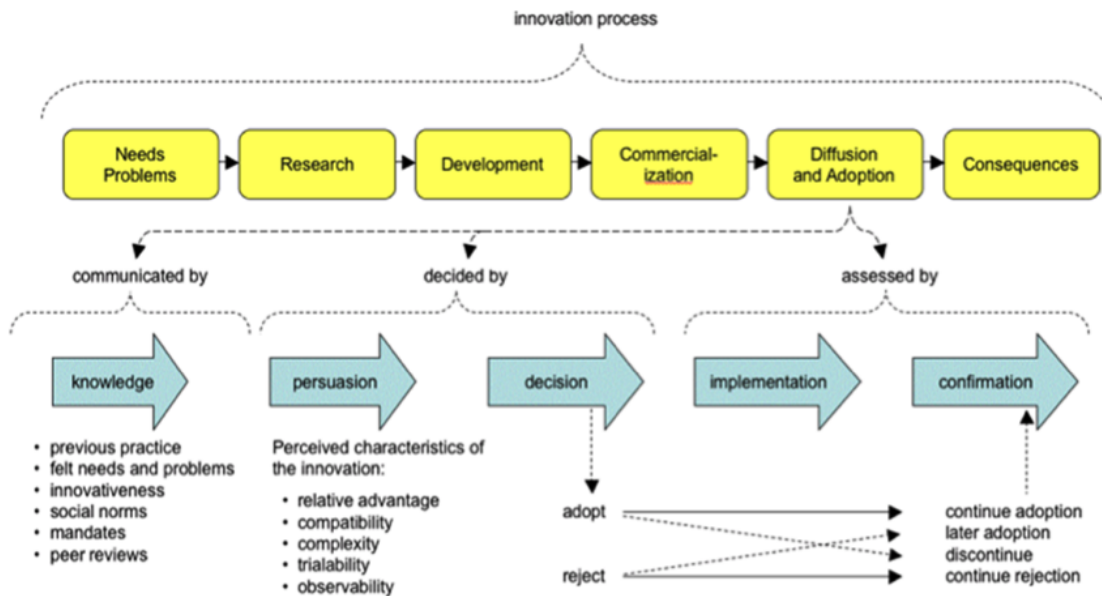 innovation process
Needs
Problems
Research
Development
Commercial-
ization
Diffusion
and Adoption
Consequences
communicated by
decided by
assessed by
knowledge
persuasion
decision
implementation
confirmation
• previous practice
• felt needs and problems
• innovativeness
• social norms
• mandates
• peer reviews
Perceived characteristics of
the innovation:
• relative advantage
• compatibility
• complexity
• trialability
• observability
adopt
reject
continue adoption
later adoption
discontinue
continue rejection